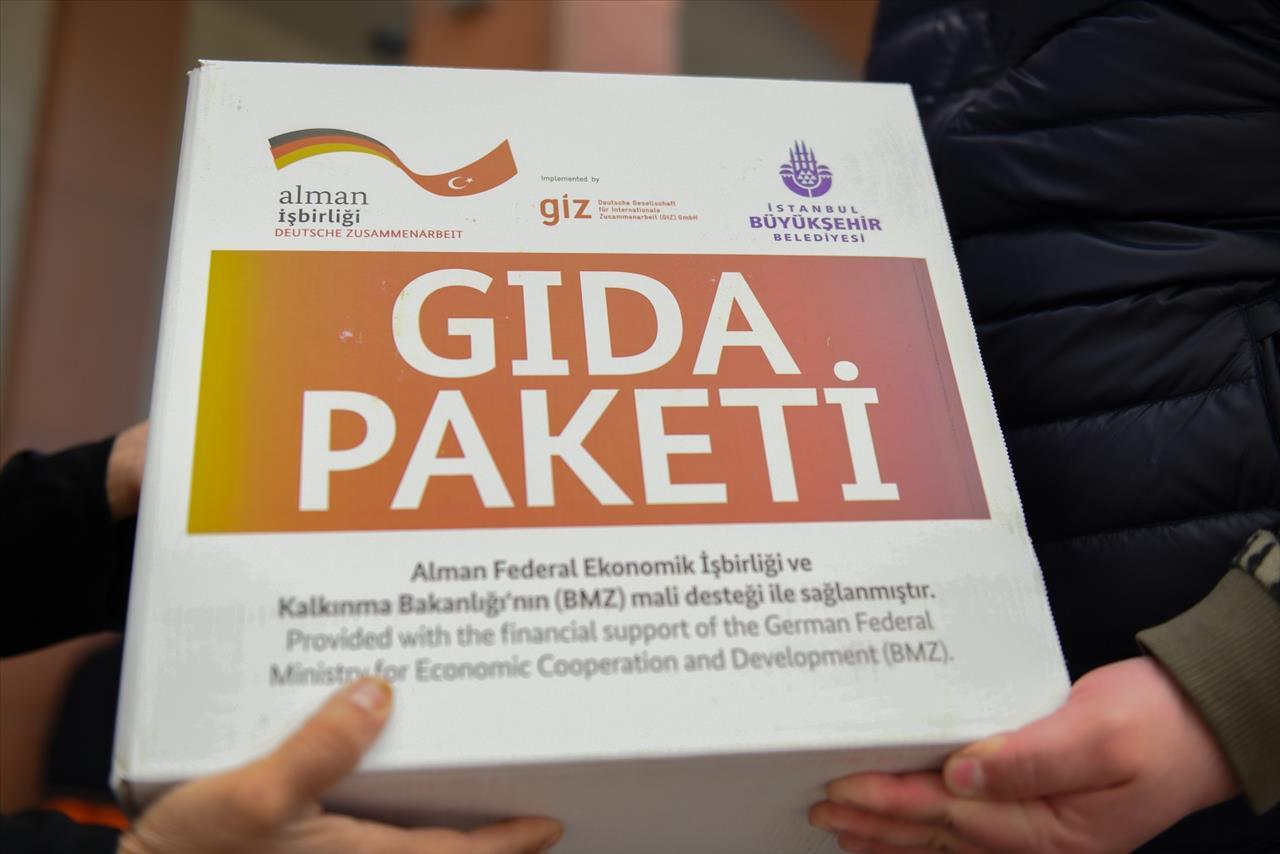 alman
işbirliği
DEUTSCHE ZUSAMMENARBEIT
Implemented by
giz
Deutsche Gesellschaft
für Internationale
Zusammenarbeit (GIZ) GmbH
İSTANBUL
BÜYÜKŞEHİR
BELEDİYESİ
GIDA
PAKETİ
Alman Federal Ekonomik İşbirliği ve
Kalkınma Bakanlığı'nın (BMZ) mali desteği ile sağlanmıştır.
Provided with the financial support of the German Federal
Ministry for Economic Cooperation and Development (BMZ).